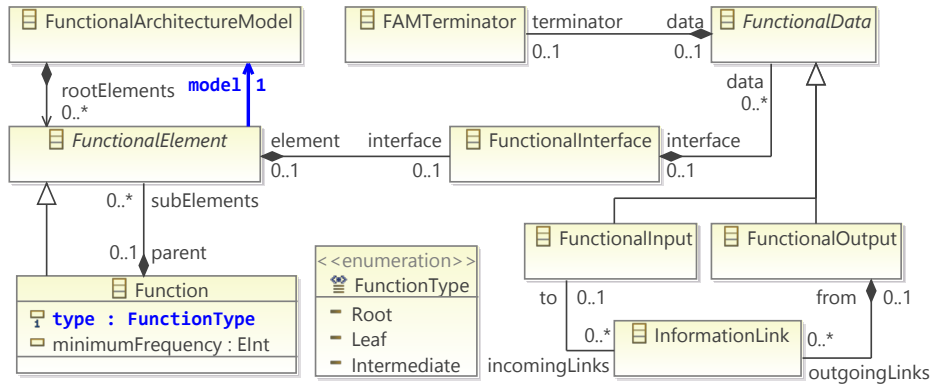 FunctionalArchitectureModel
FAMTerminator
terminator
data
0..1
0..1
FunctionalData
rootElements
0..*
model 1
data
0..*
FunctionalElement
element
interface
0..1
0..1
FunctionalInterface
interface
0..1
0..*
subElements
0..1
parent
FunctionalInput
FunctionalOutput
<<enumeration>>
FunctionType
Root
Leaf
Intermediate
Function
1
type : FunctionType
minimumFrequency : EInt
to
0..1
from
0..1
0..*
incomingLinks
InformationLink
0..*
outgoingLinks